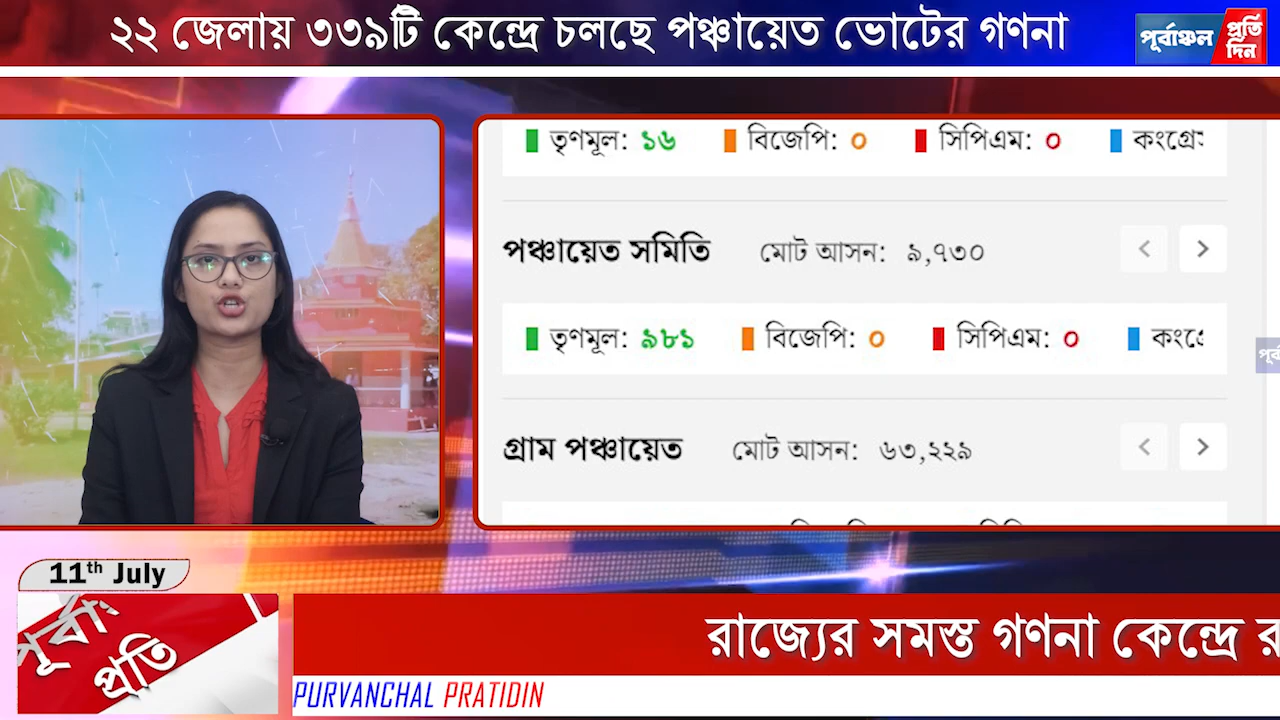 ২২ জেলায় ৩৩৯টি কেন্দ্রে চলছে পঞ্চায়েত ভোটের গণনা
পূর্বাঞ্চল প্রতি দিন
তৃণমূল: ১৬ বিজেপি: ০ সিপিএম: ০
পঞ্চায়েত সমিতি মোট আসন: ৯,৭৩০
তৃণমূল: ৯৮১ বিজেপি: ০ সিপিএম: ০
গ্রাম পঞ্চায়েত মোট আসন: ৬৩,২২৯
11th July
প্রতি
রাজ্যের সমস্ত গণনা কেন্দ্রে
PURVANCHAL PRATIDIN